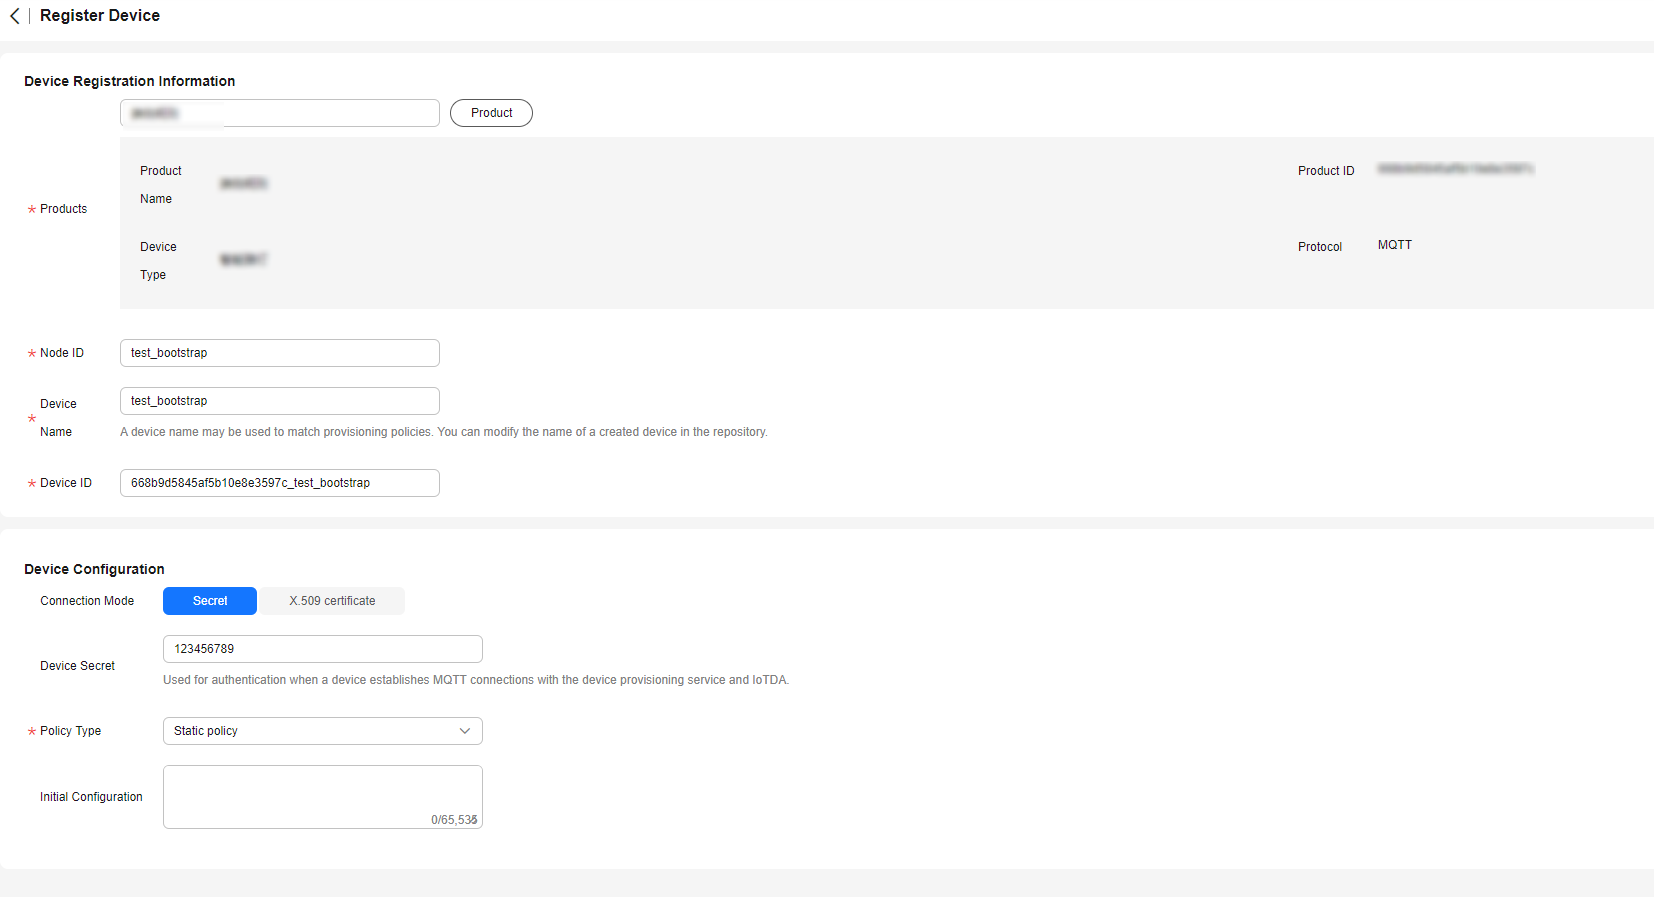 Register Device
Device Registration Information
Product
Product Name
Product ID
* Products
Device Type
Protocol
MQTT
* Node ID
test_bootstrap
* Device Name
test_bootstrap
A device name may be used to match provisioning policies. You can modify the name of a created device in the repository.
* Device ID
668b9d5845af5b10e8e3597c_test_bootstrap
Device Configuration
Connection Mode
Secret
X.509 certificate
Device Secret
123456789
Used for authentication when a device establishes MQTT connections with the device provisioning service and IoTDA.
* Policy Type
Static policy
Initial Configuration
0/65,535